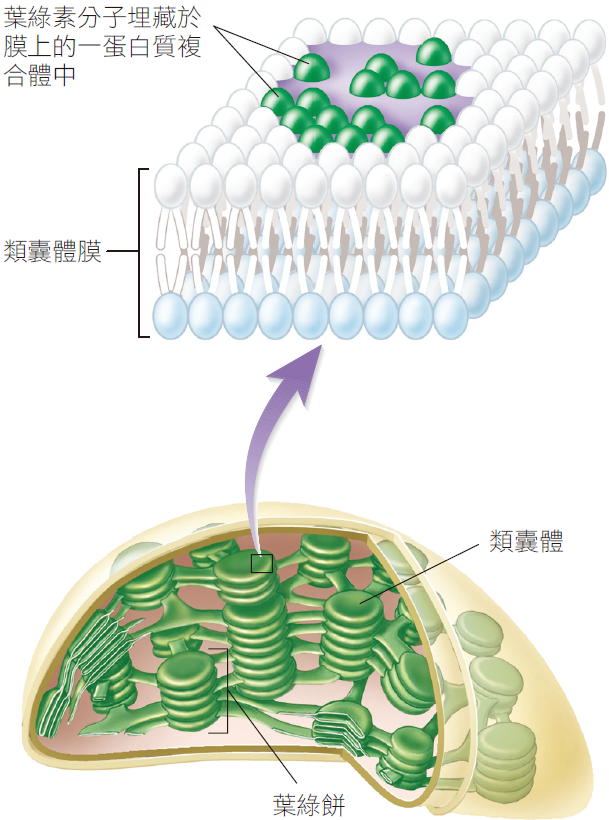 葉綠素分子埋藏於
膜上的一蛋白質複
合體中
類囊體膜
類囊體
葉綠餅